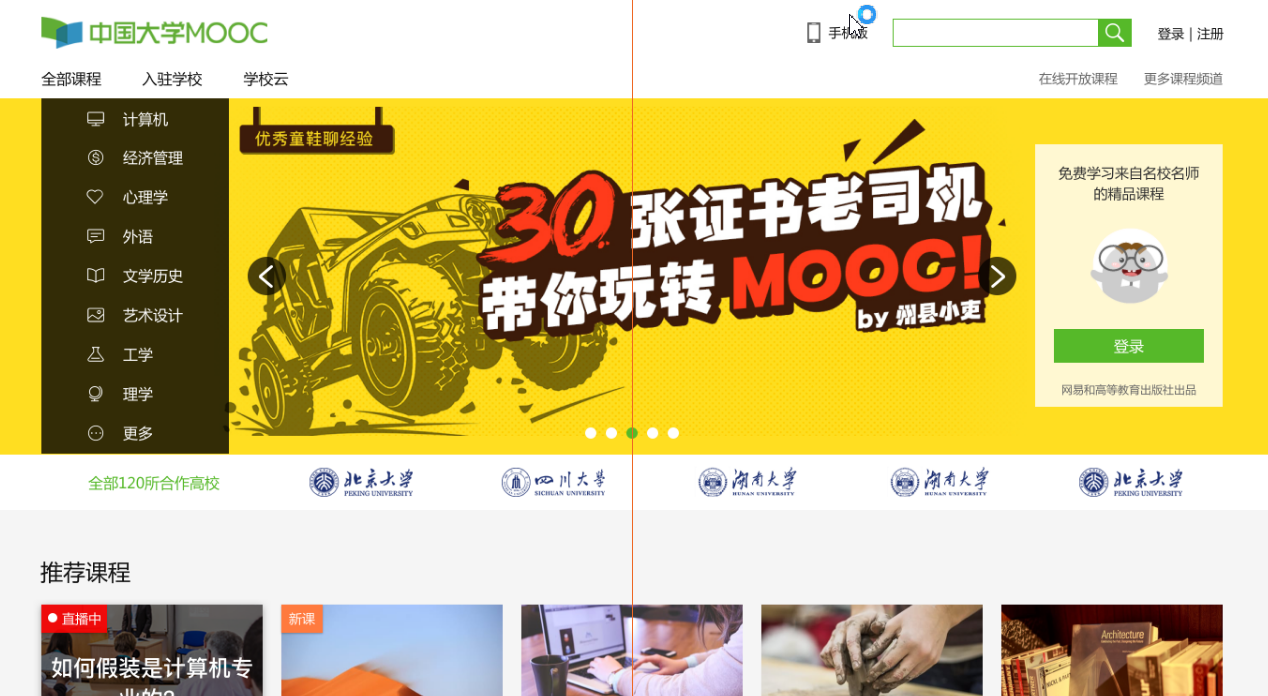 中国大学MOOC
手机版
登录 | 注册
全部课程 入驻学校 学校云
在线开放课程 更多课程频道
计算机
经济管理
心理学
外语
文学历史
艺术设计
工学
理学
更多
优秀童鞋聊经验
30张证书老司机
带你玩转MOOC!
by 州县小吏
免费学习来自名校名师
的精品课程
登录
网易和高等教育出版社出品
全部120所合作高校
北京大学
PEKING UNIVERSITY
四川大学
SICHUAN UNIVERSITY
湖南大学
HUNAN UNIVERSITY
湖南大学
HUNAN UNIVERSITY
北京大学
PEKING UNIVERSITY
推荐课程
直播中
如何假装是计算机专
业的?
新课
Architecture